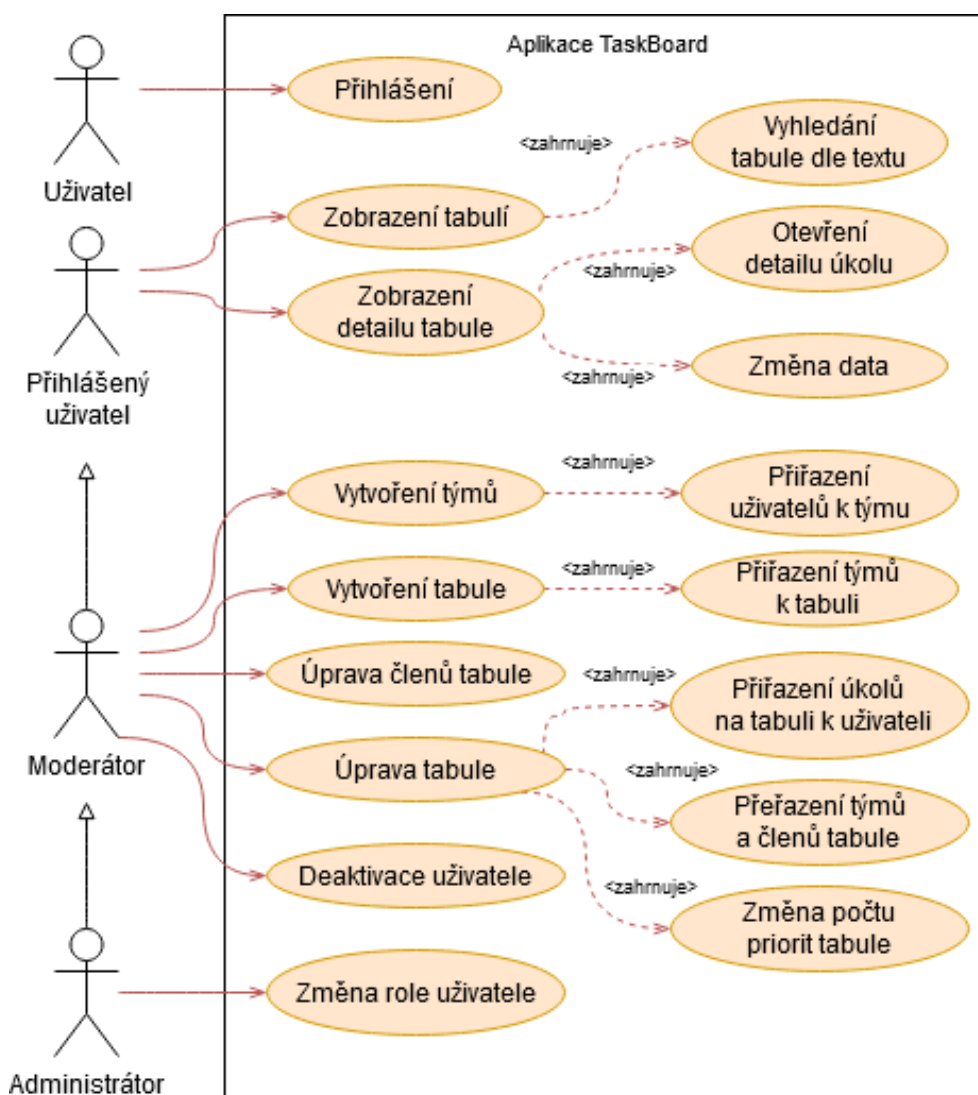 Aplikace TaskBoard
Uživatel
Přihlášení
Přihlášený
uživatel
Zobrazení tabulí
<zahrnuje>
Vyhledání
tabule dle textu
Zobrazení
detailu tabule
<zahrnuje>
Otevření
detailu úkolu
<zahrnuje>
Změna data
Moderátor
Vytvoření týmů
<zahrnuje>
Přiřazení
uživatelů k týmu
Vytvoření tabule
<zahrnuje>
Přiřazení týmů
k tabuli
Úprava členů tabule
Úprava tabule
<zahrnuje>
Přiřazení úkolů
na tabuli k uživateli
<zahrnuje>
Přeřazení týmů
a členů tabule
<zahrnuje>
Změna počtu
priorit tabule
Deaktivace uživatele
Administrátor
Změna role uživatele